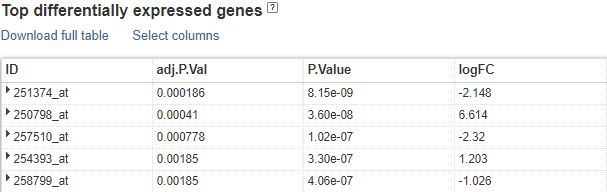 Top differentially expressed genes ?
Download full table Select columns
ID adj.P.Val P.Value logFC
251374_at 0.000186 8.15e-09 -2.148
250798_at 0.00041 3.60e-08 6.614
257510_at 0.000778 1.02e-07 -2.32
254393_at 0.00185 3.30e-07 1.203
258799_at 0.00185 4.06e-07 -1.026